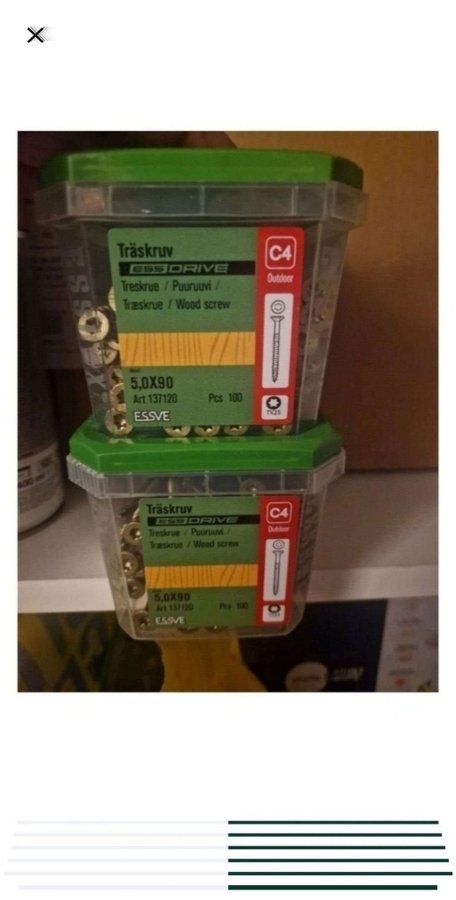 Träskruv
ESSDRIVE
Treskrue / Puuruuvi /
Træskrue / Wood screw
5,0X90
Art 137120 Pcs 100
ESSVE
C4
Outdoor
Träskruv
ESSDRIVE
Treskrue / Puuruuvi /
Træskrue / Wood screw
5,0X90
Art 137120 Pcs 100
ESSVE
C4
Outdoor